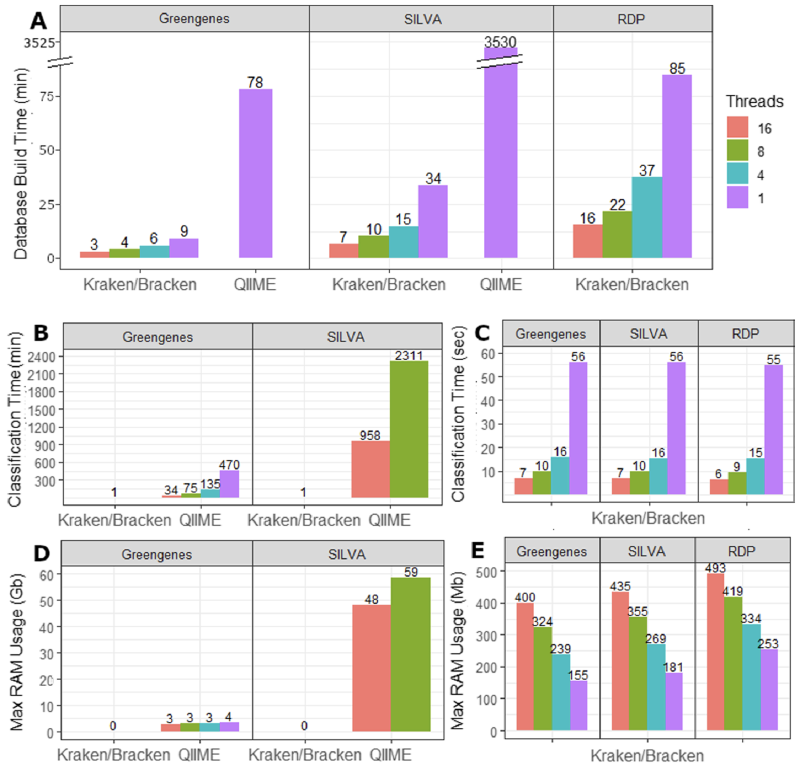 A
Greengenes SILVA RDP
Database Build Time (min)
3525
75
50
25
0
3 4 6 9 78
7 10 15 34 3530
16 22 37 85
Kraken/Bracken QIIME Kraken/Bracken QIIME Kraken/Bracken
Threads
16
8
4
1
B
Greengenes SILVA
Classification Time(min)
2400
2100
1800
1500
1200
900
600
300
1 34 75 135 470
1 958 2311
Kraken/Bracken QIIME Kraken/Bracken QIIME
C
Greengenes SILVA RDP
Classification Time (sec)
60
50
40
30
20
10
7 10 16 56
7 10 16 56
6 9 15 55
Kraken/Bracken
D
Greengenes SILVA
Max RAM Usage (Gb)
60
50
40
30
20
10
0
0 3 3 3 4
0 48 59
Kraken/Bracken QIIME Kraken/Bracken QIIME
E
Greengenes SILVA RDP
Max RAM Usage (Mb)
500
400
300
200
100
0
400 324 239 155
435 355 269 181
493 419 334 253
Kraken/Bracken